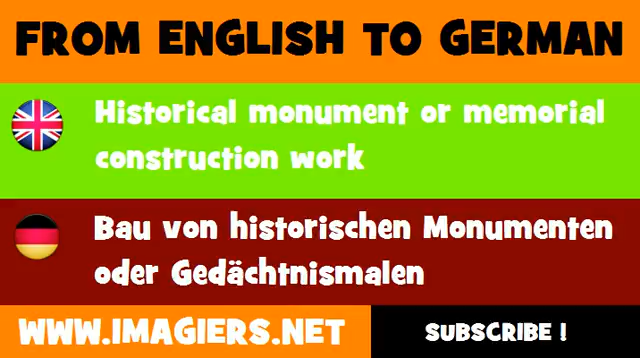 FROM ENGLISH TO GERMAN
Historical monument or memorial
construction work
Bau von historischen Monumenten
oder Gedächtnismalen
WWW.IMAGIERS.NET
SUBSCRIBE !